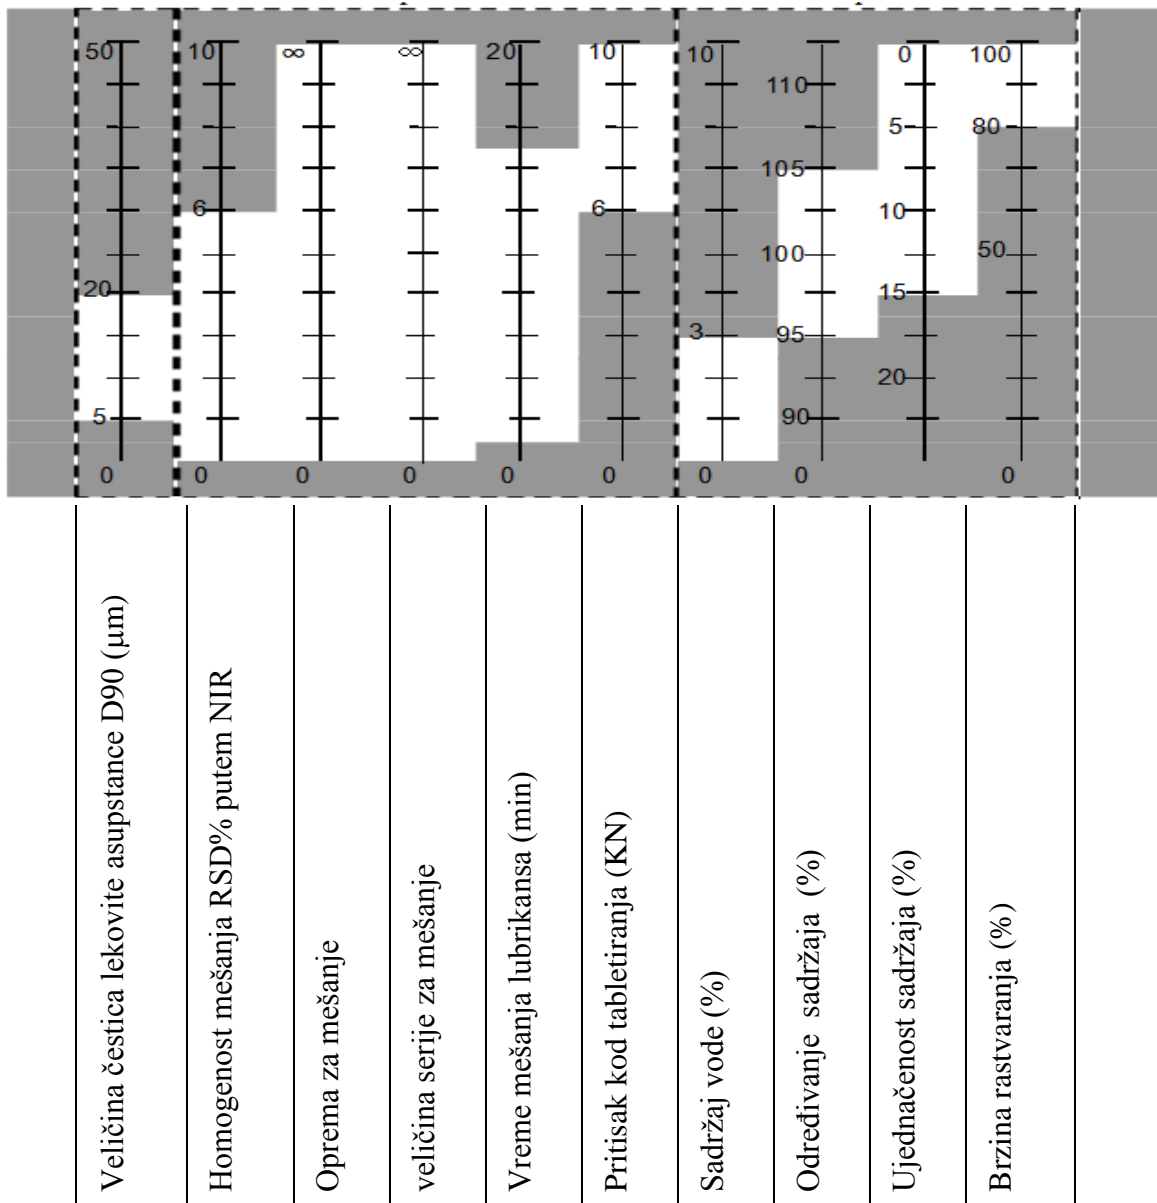 50 10 ∞ ∞ 20 10 10 0 100
110
5 80
105
6 6 10
100 50
20 15
3 95
20
5 90
0 0 0 0 0 0 0 0 0
Veličina čestica lekovite asupstance D90 (µm)
Homogenost mešanja RSD% putem NIR
Oprema za mešanje
veličina serije za mešanje
Vreme mešanja lubrikansa (min)
Pritisak kod tabletiranja (KN)
Sadržaj vode (%)
Određivanje sadržaja (%)
Ujednačenost sadržaja (%)
Brzina rastvaranja (%)